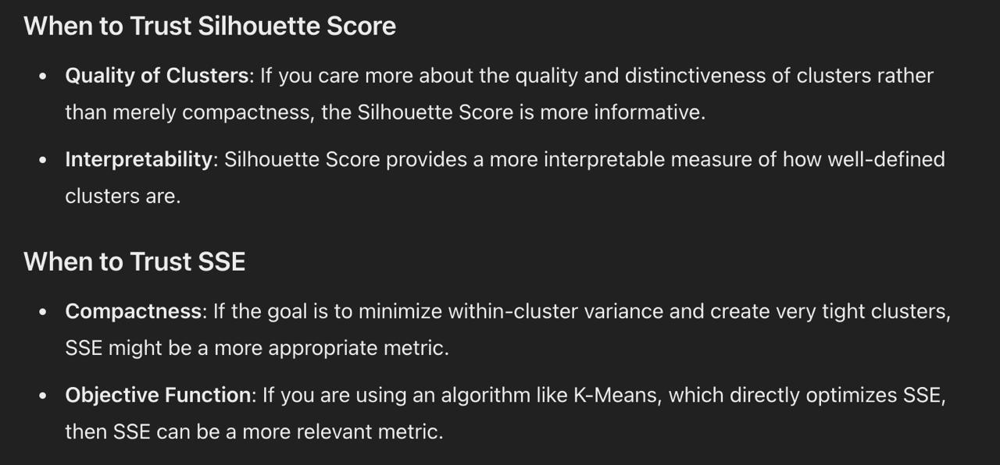 When to Trust Silhouette Score
• Quality of Clusters: If you care more about the quality and distinctiveness of clusters rather
than merely compactness, the Silhouette Score is more informative.
• Interpretability: Silhouette Score provides a more interpretable measure of how well-defined
clusters are.
When to Trust SSE
• Compactness: If the goal is to minimize within-cluster variance and create very tight clusters,
SSE might be a more appropriate metric.
• Objective Function: If you are using an algorithm like K-Means, which directly optimizes SSE,
then SSE can be a more relevant metric.